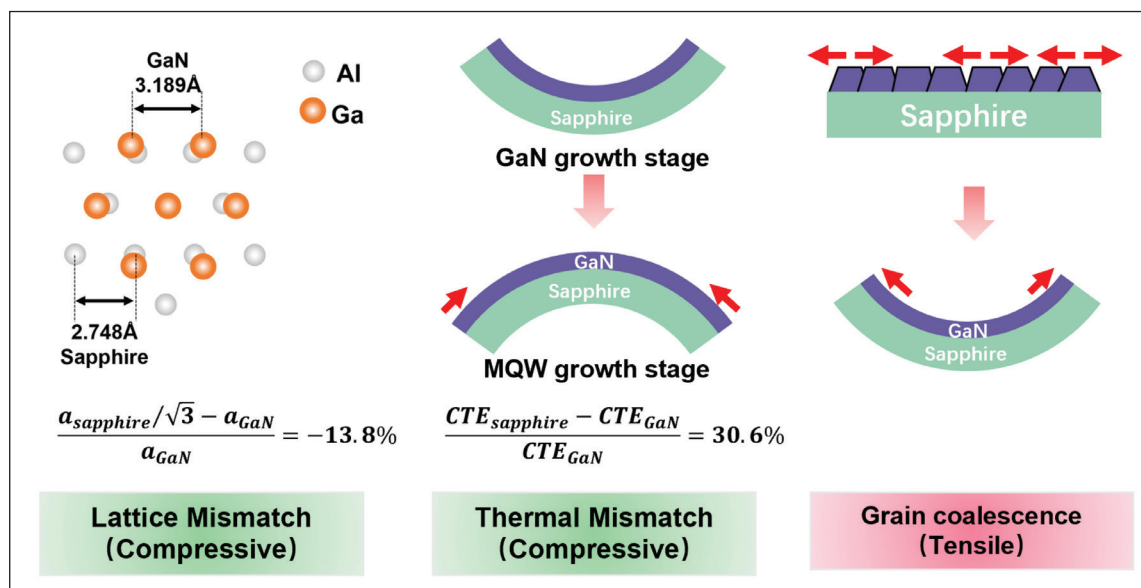 GaN
3.189Å
Al
Ga
2.748Å
Sapphire
a_sapphire/√3 − a_GaN
a_GaN
= −13.8%
Lattice Mismatch
(Compressive)
Sapphire
GaN growth stage
GaN
Sapphire
MQW growth stage
CTE_sapphire − CTE_GaN
CTE_GaN
= 30.6%
Thermal Mismatch
(Compressive)
Sapphire
GaN
Sapphire
Grain coalescence
(Tensile)